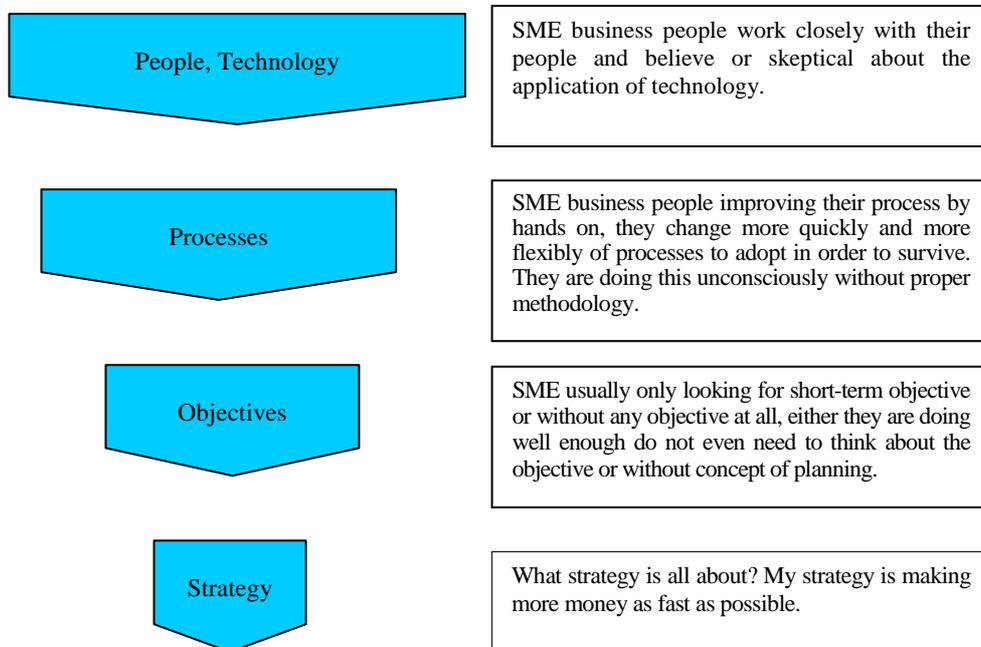 People, Technology
SME business people work closely with their
people and believe or skeptical about the
application of technology.
Processes
SME business people improving their process by
hands on, they change more quickly and more
flexibly of processes to adopt in order to survive.
They are doing this unconsciously without proper
methodology.
Objectives
SME usually only looking for short-term objective
or without any objective at all, either they are doing
well enough do not even need to think about the
objective or without concept of planning.
Strategy
What strategy is all about? My strategy is making
more money as fast as possible.